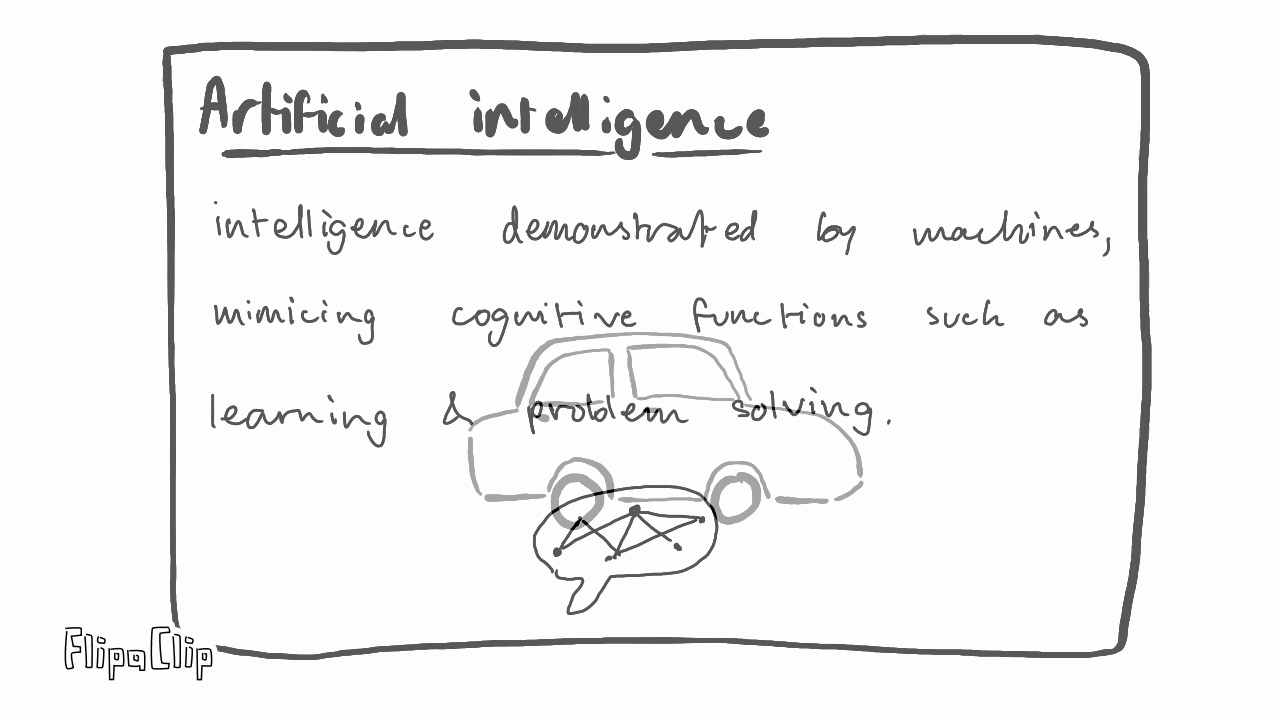 Artificial intelligence
intelligence demonstrated by machines,
mimicing cognitive functions such as
learning & problem solving.
FlipaClip